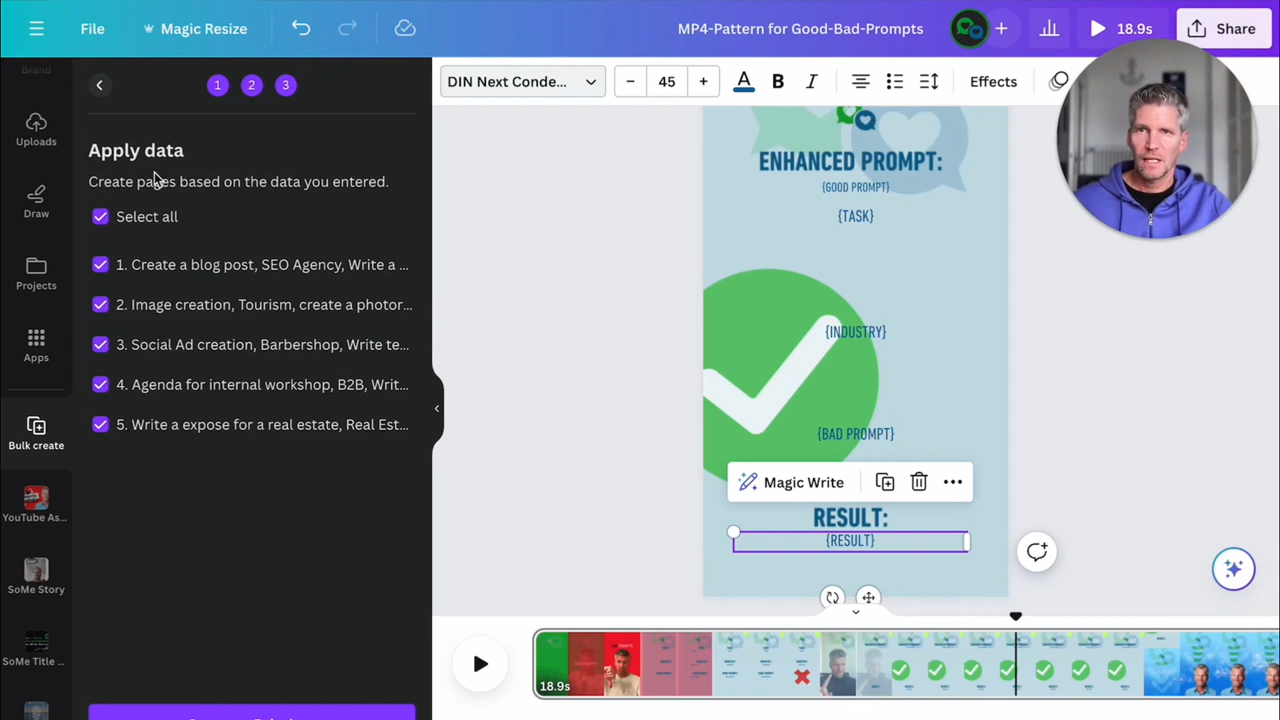 File
Magic Resize
MP4-Pattern for Good-Bad-Prompts
18.9s
Share
Brand
Uploads
Draw
Projects
Apps
Bulk create
YouTube As...
SoMe Story
SoMe Title ...
1
2
3
Apply data
Create pages based on the data you entered.
Select all
1. Create a blog post, SEO Agency, Write a ...
2. Image creation, Tourism, create a photor...
3. Social Ad creation, Barbershop, Write te...
4. Agenda for internal workshop, B2B, Writ...
5. Write a expose for a real estate, Real Est...
DIN Next Conde...
45
A
B
I
Effects
ENHANCED PROMPT:
{GOOD PROMPT}
{TASK}
{INDUSTRY}
{BAD PROMPT}
Magic Write
RESULT:
{RESULT}
18.9s